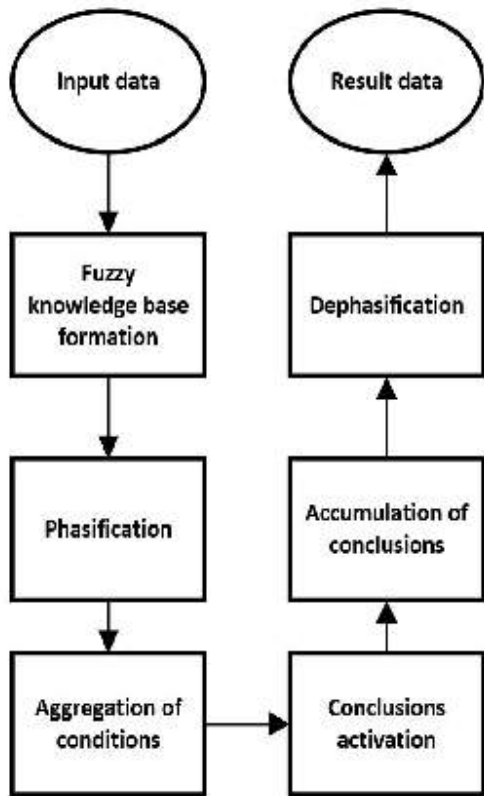 Input data
Fuzzy
knowledge base
formation
Phasification
Aggregation of
conditions
Conclusions
activation
Accumulation of
conclusions
Dephasification
Result data